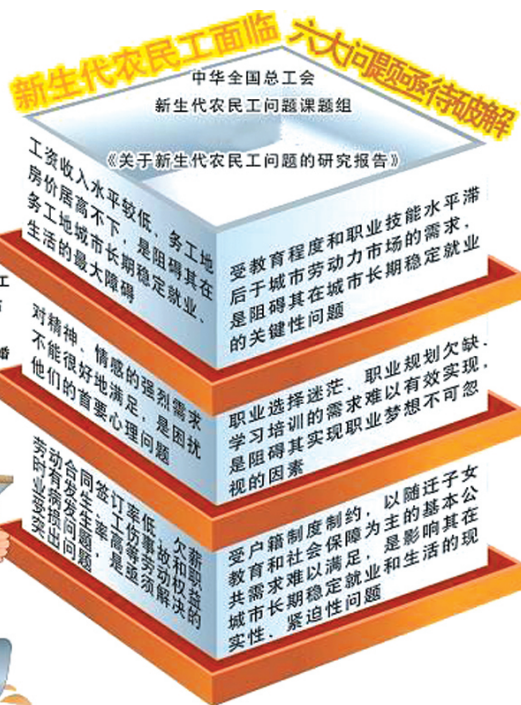 新生代农民工面临 六大问题亟待破解
中华全国总工会
新生代农民工问题课题组
《关于新生代农民工问题的研究报告》
工资收入水平较低、务工地
房价居高不下，是阻碍其在
务工地城市长期稳定就业、
生活的最大障碍
受教育程度和职业技能水平滞
后于城市劳动力市场的需求，
是阻碍其在城市长期稳定就业
的关键性问题
对精神、情感的强烈需求
不能很好地满足，是困扰
他们的首要心理问题
职业选择迷茫、职业规划欠缺、
学习培训的需求难以有效实现，
是阻碍其实现职业梦想不可忽
视的因素
劳动合同签订率低、欠薪
时有发生、工伤事故和职
业病发生率高等劳动权益
受损问题，是亟须解决的
突出问题
受户籍制度制约，以随迁子女
教育和社会保障为主的基本公
共需求难以满足，是影响其在
城市长期稳定就业和生活的现
实性、紧迫性问题
工